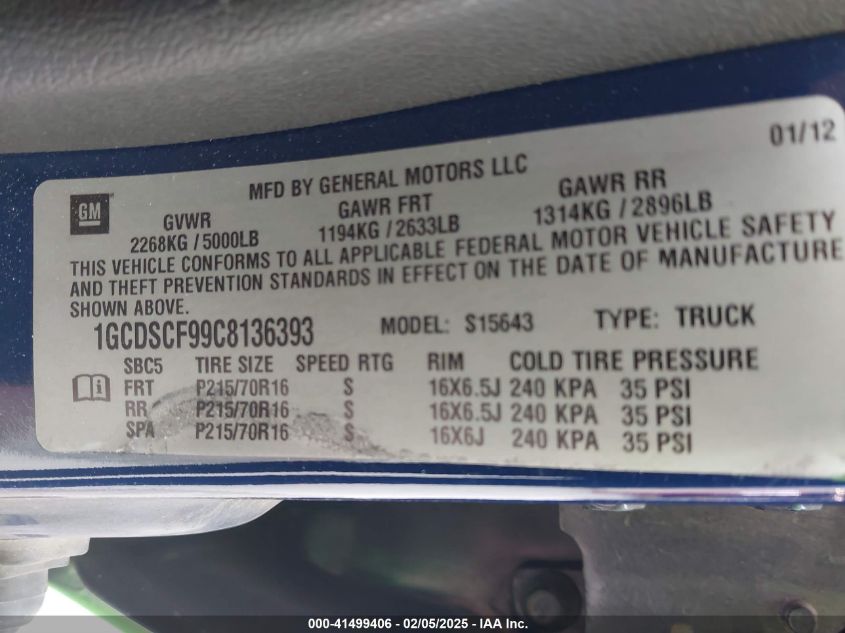 01/12
MFD BY GENERAL MOTORS LLC
GM
GVWR GAWR FRT GAWR RR
2268KG / 5000LB 1194KG / 2633LB 1314KG / 2896LB
THIS VEHICLE CONFORMS TO ALL APPLICABLE FEDERAL MOTOR VEHICLE SAFETY
AND THEFT PREVENTION STANDARDS IN EFFECT ON THE DATE OF MANUFACTURE
SHOWN ABOVE.
1GCDSCF99C8136393 MODEL: S15643 TYPE: TRUCK
SBC5 TIRE SIZE SPEED RTG RIM COLD TIRE PRESSURE
FRT P215/70R16 S 16X6.5J 240 KPA 35 PSI
RR P215/70R16 S 16X6.5J 240 KPA 35 PSI
SPA P215/70R16 S 16X6J 240 KPA 35 PSI
000-41499406 - 02/05/2025 - IAA Inc.